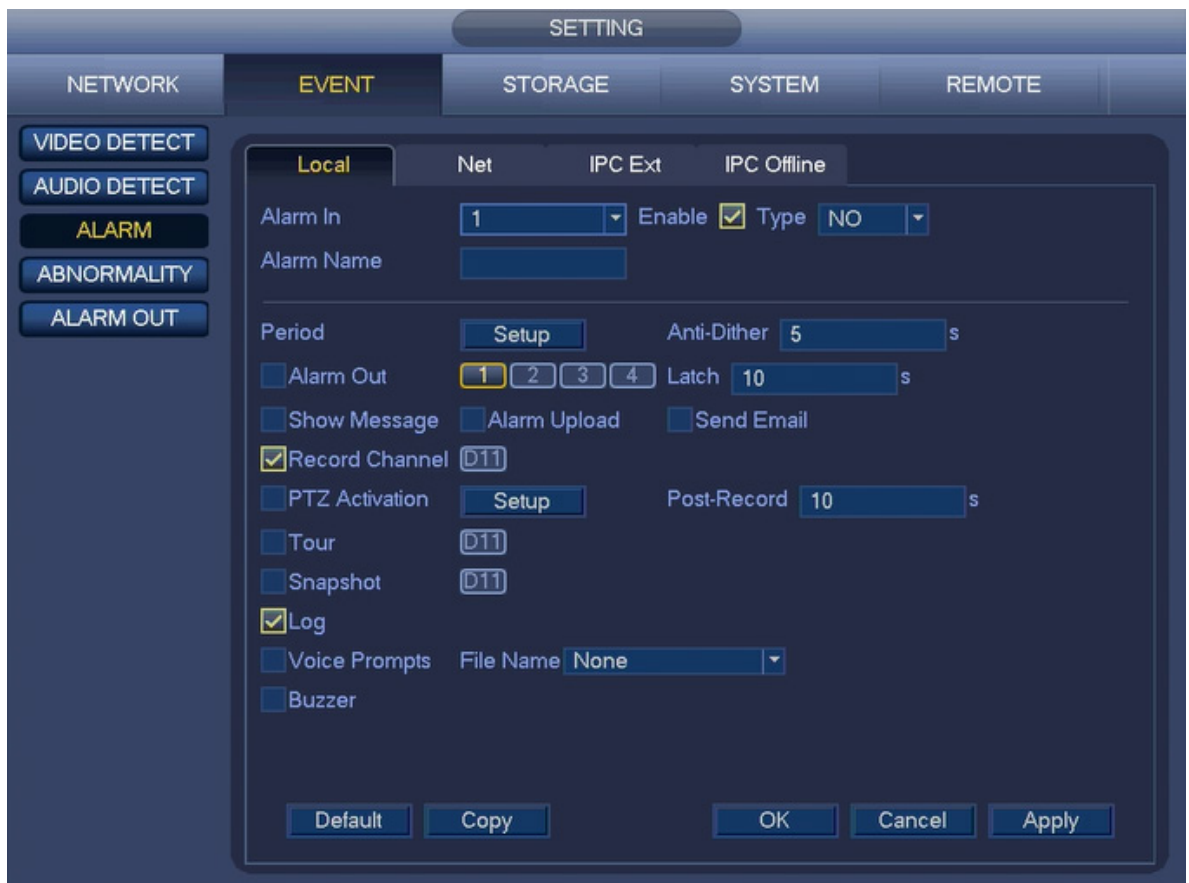 SETTING
NETWORK EVENT STORAGE SYSTEM REMOTE
VIDEO DETECT
AUDIO DETECT
ALARM
ABNORMALITY
ALARM OUT
Local Net IPC Ext IPC Offline
Alarm In 1 Enable Type NO
Alarm Name
Period Setup Anti-Dither 5 s
Alarm Out 1 2 3 4 Latch 10 s
Show Message Alarm Upload Send Email
Record Channel D11
PTZ Activation Setup Post-Record 10 s
Tour D11
Snapshot D11
Log
Voice Prompts File Name None
Buzzer
Default Copy OK Cancel Apply